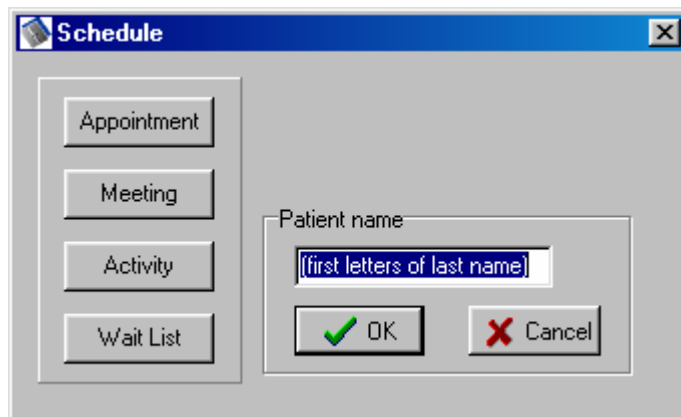 Schedule
Appointment
Meeting
Activity
Wait List
Patient name
(first letters of last name)
OK
Cancel